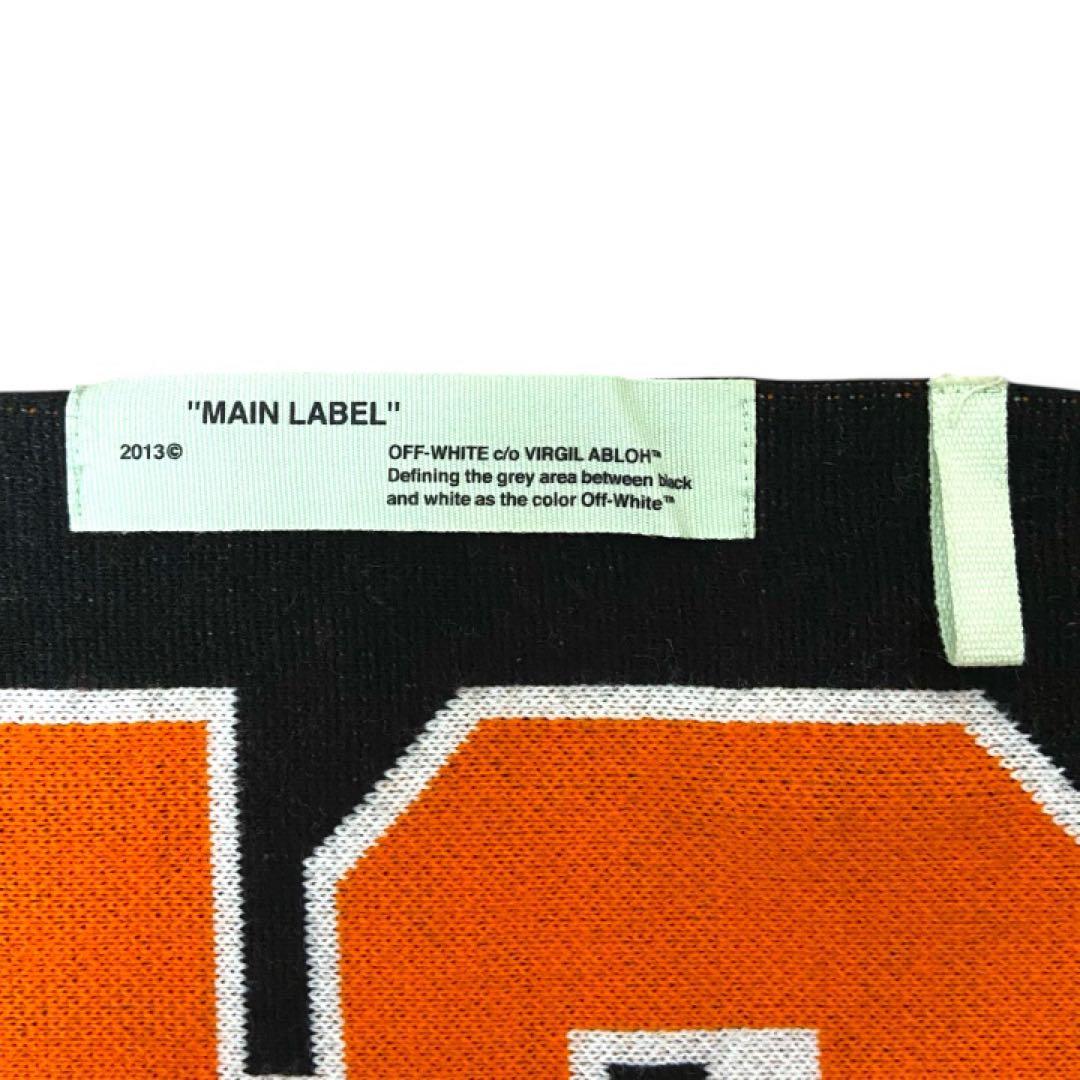 "MAIN LABEL"
2013©
OFF-WHITE c/o VIRGIL ABLOH™
Defining the grey area between black
and white as the color Off-White™